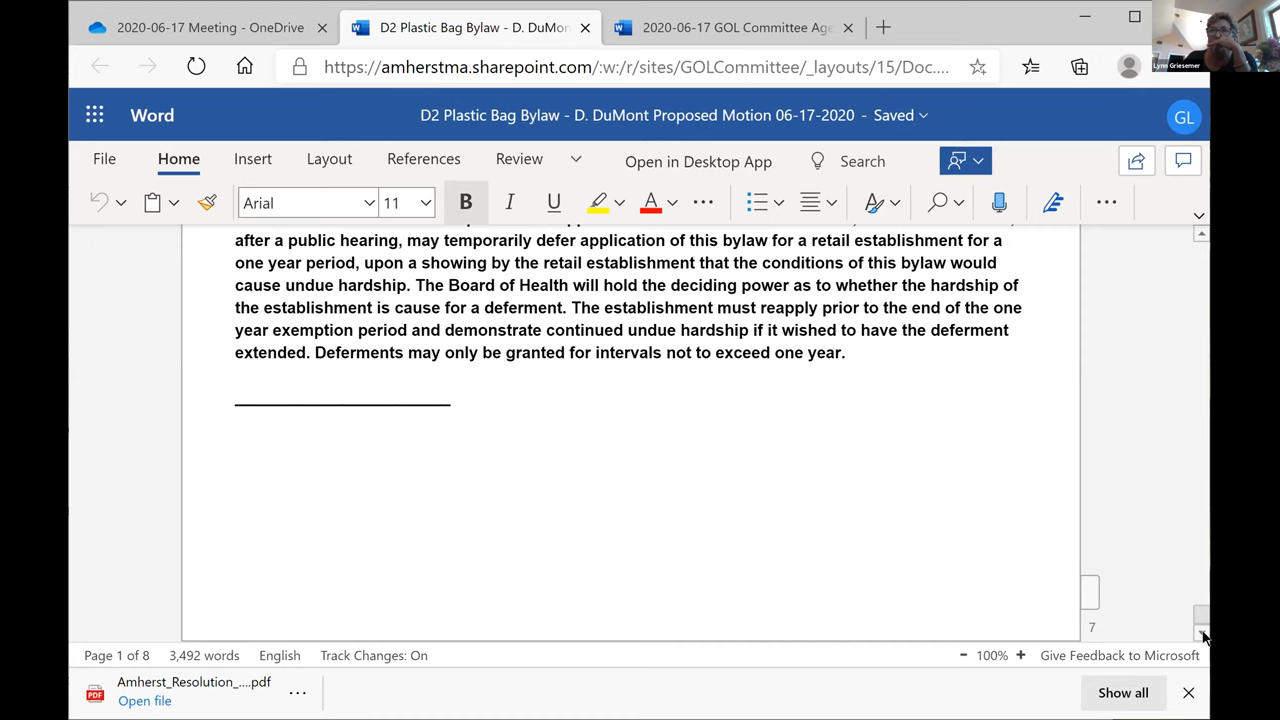 2020-06-17 Meeting - OneDrive
D2 Plastic Bag Bylaw - D. DuMon
2020-06-17 GOL Committee Age
https://amherstma.sharepoint.com/:w:/r/sites/GOLCommittee/_layouts/15/Doc....
Lynn Griesemer
Word
D2 Plastic Bag Bylaw - D. DuMont Proposed Motion 06-17-2020 - Saved
GL
File Home Insert Layout References Review Open in Desktop App Search
Arial 11 B I U A
after a public hearing, may temporarily defer application of this bylaw for a retail establishment for a
one year period, upon a showing by the retail establishment that the conditions of this bylaw would
cause undue hardship. The Board of Health will hold the deciding power as to whether the hardship of
the establishment is cause for a deferment. The establishment must reapply prior to the end of the one
year exemption period and demonstrate continued undue hardship if it wished to have the deferment
extended. Deferments may only be granted for intervals not to exceed one year.
7
Page 1 of 8 3,492 words English Track Changes: On - 100% + Give Feedback to Microsoft
Amherst_Resolution_....pdf
PDF
Open file
Show all